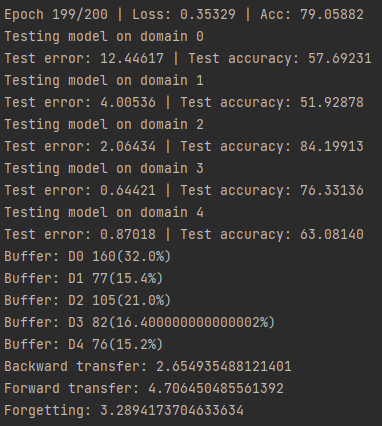 Epoch 199/200 | Loss: 0.35329 | Acc: 79.05882
Testing model on domain 0
Test error: 12.44617 | Test accuracy: 57.69231
Testing model on domain 1
Test error: 4.00536 | Test accuracy: 51.92878
Testing model on domain 2
Test error: 2.06434 | Test accuracy: 84.19913
Testing model on domain 3
Test error: 0.64421 | Test accuracy: 76.33136
Testing model on domain 4
Test error: 0.87018 | Test accuracy: 63.08140
Buffer: D0 160(32.0%)
Buffer: D1 77(15.4%)
Buffer: D2 105(21.0%)
Buffer: D3 82(16.400000000000002%)
Buffer: D4 76(15.2%)
Backward transfer: 2.654935488121401
Forward transfer: 4.706450485561392
Forgetting: 3.2894173704633634